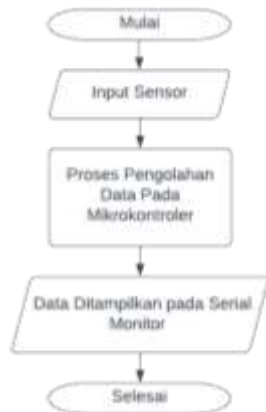 Mulai
Input Sensor
Proses Pengolahan
Data Pada
Mikrokontroler
Data Ditampilkan pada Serial
Monitor
Selesai